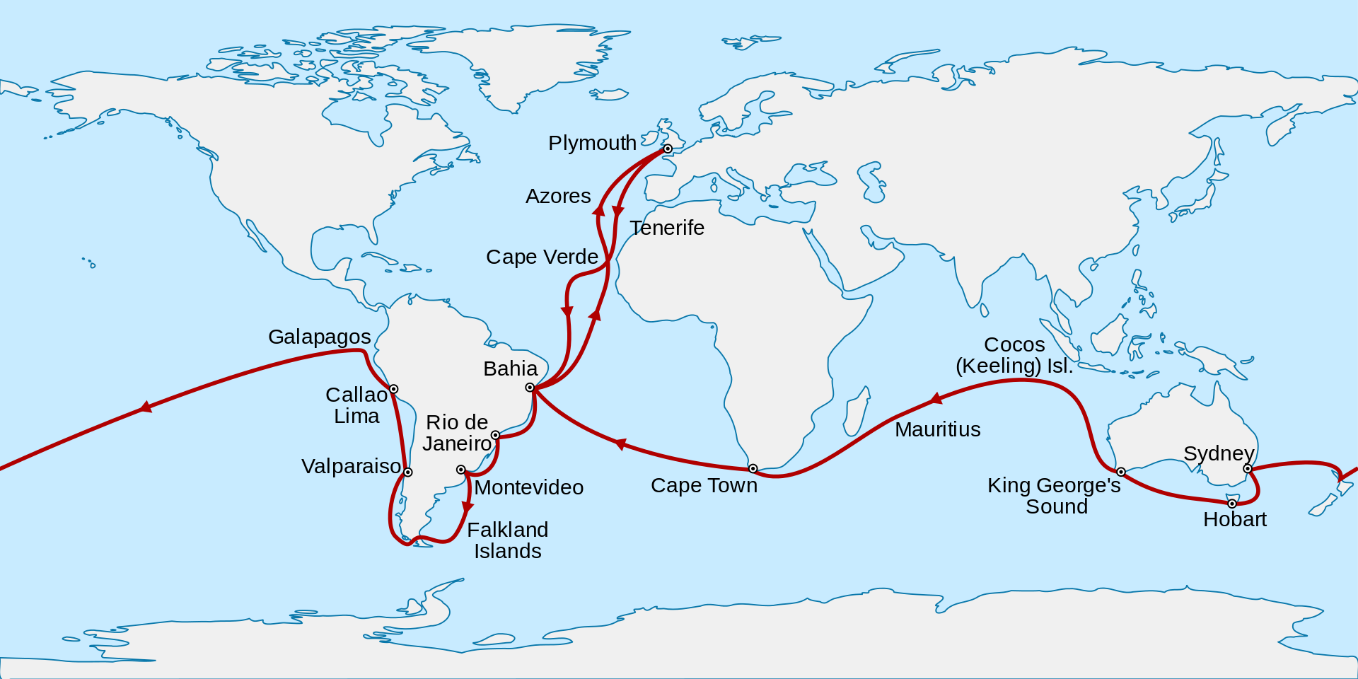 Plymouth
Azores
Tenerife
Cape Verde
Galapagos
Cocos
(Keeling) Isl.
Bahia
Callao
Lima
Rio de
Janeiro
Mauritius
Sydney
Valparaiso
Montevideo
Cape Town
King George's
Sound
Hobart
Falkland
Islands